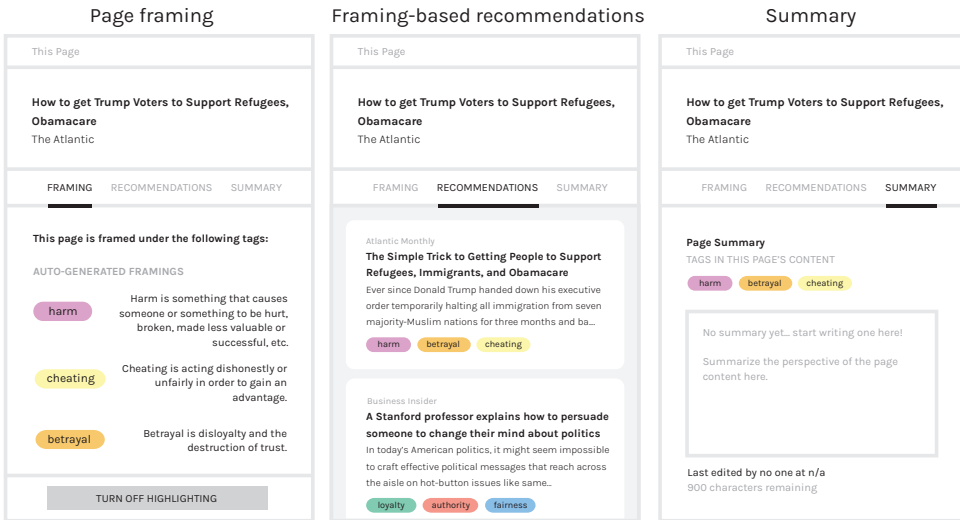 Page framing
This Page
How to get Trump Voters to Support Refugees,
Obamacare
The Atlantic
FRAMING RECOMMENDATIONS SUMMARY
This page is framed under the following tags:
AUTO-GENERATED FRAMINGS
harm
Harm is something that causes
someone or something to be hurt,
broken, made less valuable or
successful, etc.
cheating
Cheating is acting dishonestly or
unfairly in order to gain an
advantage.
betrayal
Betrayal is disloyalty and the
destruction of trust.
TURN OFF HIGHLIGHTING
Framing-based recommendations
This Page
How to get Trump Voters to Support Refugees,
Obamacare
The Atlantic
FRAMING RECOMMENDATIONS SUMMARY
Atlantic Monthly
The Simple Trick to Getting People to Support
Refugees, Immigrants, and Obamacare
Ever since Donald Trump handed down his executive
order temporarily halting all immigration from seven
majority-Muslim nations for three months and ba...
harm betrayal cheating
Business Insider
A Stanford professor explains how to persuade
someone to change their mind about politics
In today's American politics, it might seem impossible
to craft effective political messages that reach across
the aisle on hot-button issues like same...
loyalty authority fairness
Summary
This Page
How to get Trump Voters to Support Refugees,
Obamacare
The Atlantic
FRAMING RECOMMENDATIONS SUMMARY
Page Summary
TAGS IN THIS PAGE'S CONTENT
harm betrayal cheating
No summary yet... start writing one here!
Summarize the perspective of the page
content here.
Last edited by no one at n/a
900 characters remaining